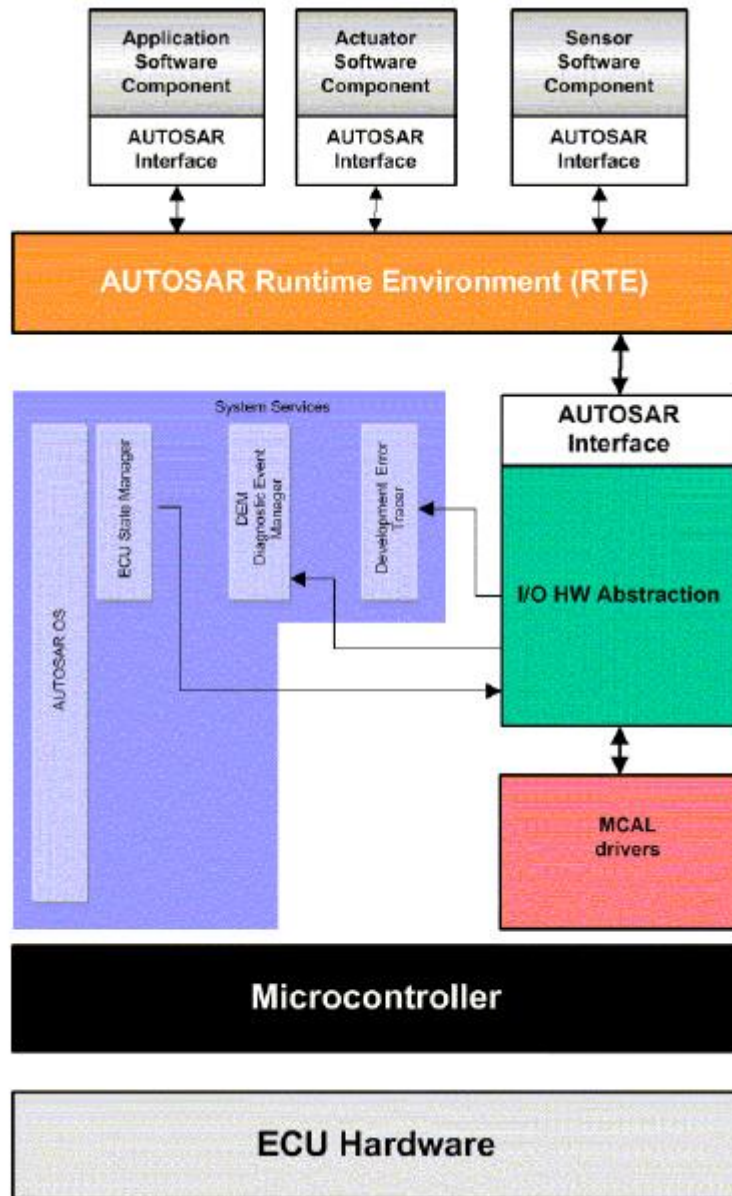 Application
Software
Component
AUTOSAR
Interface
Actuator
Software
Component
AUTOSAR
Interface
Sensor
Software
Component
AUTOSAR
Interface
AUTOSAR Runtime Environment (RTE)
System Services
AUTOSAR OS
ECU State Manager
DEM
Diagnostic Event
Manager
Development Error
Tracer
AUTOSAR
Interface
I/O HW Abstraction
MCAL
drivers
Microcontroller
ECU Hardware